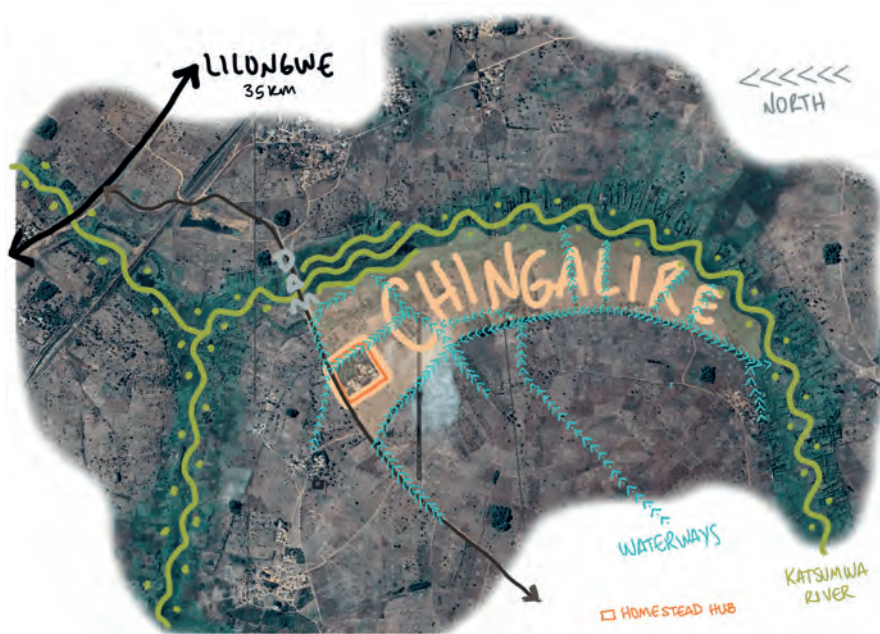 LILONGWE
35KM
NORTH
CHINGALIRE
WATERWAYS
KATSUMWA
RIVER
HOMESTEAD HUB